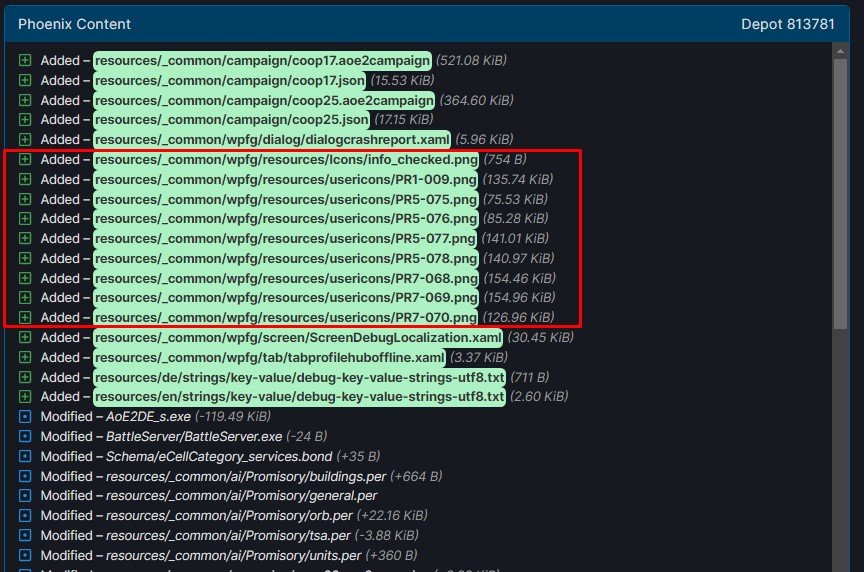 Phoenix Content Depot 813781
Added – resources/_common/campaign/coop17.aoe2campaign (521.08 KiB)
Added – resources/_common/campaign/coop17.json (15.53 KiB)
Added – resources/_common/campaign/coop25.aoe2campaign (364.60 KiB)
Added – resources/_common/campaign/coop25.json (17.15 KiB)
Added – resources/_common/wpfg/dialog/dialogcrashreport.xaml (5.96 KiB)
Added – resources/_common/wpfg/resources/Icons/info_checked.png (754 B)
Added – resources/_common/wpfg/resources/usericons/PR1-009.png (135.74 KiB)
Added – resources/_common/wpfg/resources/usericons/PR5-075.png (75.53 KiB)
Added – resources/_common/wpfg/resources/usericons/PR5-076.png (85.28 KiB)
Added – resources/_common/wpfg/resources/usericons/PR5-077.png (141.01 KiB)
Added – resources/_common/wpfg/resources/usericons/PR5-078.png (140.97 KiB)
Added – resources/_common/wpfg/resources/usericons/PR7-068.png (154.46 KiB)
Added – resources/_common/wpfg/resources/usericons/PR7-069.png (154.96 KiB)
Added – resources/_common/wpfg/resources/usericons/PR7-070.png (126.96 KiB)
Added – resources/_common/wpfg/screen/ScreenDebugLocalization.xaml (30.45 KiB)
Added – resources/_common/wpfg/tab/tabprofilehuboffline.xaml (3.37 KiB)
Added – resources/de/strings/key-value/debug-key-value-strings-utf8.txt (711 B)
Added – resources/en/strings/key-value/debug-key-value-strings-utf8.txt (2.60 KiB)
Modified – AoE2DE_s.exe (-119.49 KiB)
Modified – BattleServer/BattleServer.exe (-24 B)
Modified – Schema/eCellCategory_services.bond (+35 B)
Modified – resources/_common/ai/Promisory/buildings.per (+664 B)
Modified – resources/_common/ai/Promisory/general.per
Modified – resources/_common/ai/Promisory/orb.per (+22.16 KiB)
Modified – resources/_common/ai/Promisory/tsa.per (-3.88 KiB)
Modified – resources/_common/ai/Promisory/units.per (+360 B)